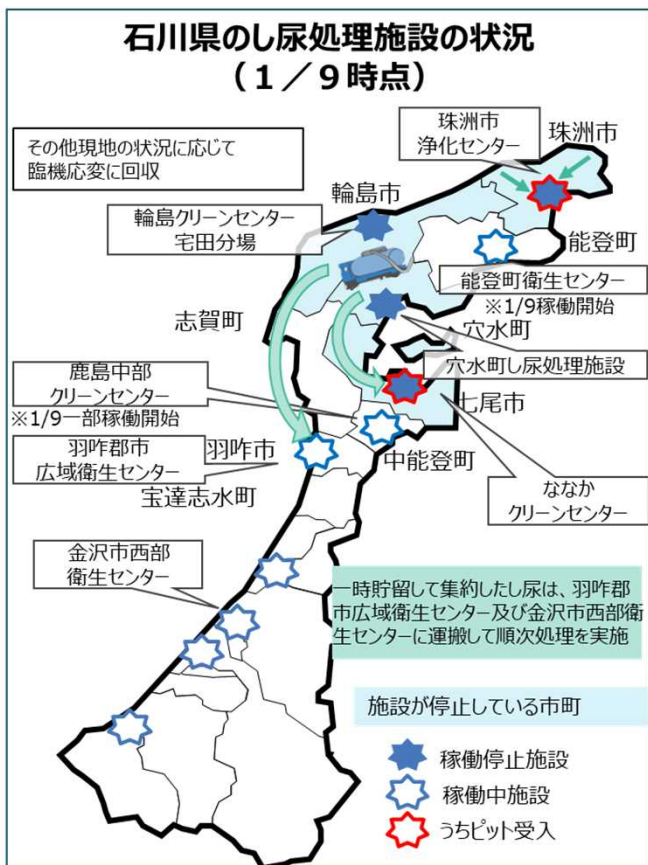 石川県のし尿処理施設の状況
（１／９時点）
その他現地の状況に応じて
臨機応変に回収
珠洲市
浄化センター
珠洲市
輪島市
輪島クリーンセンター
宅田分場
能登町
能登町衛生センター
※1/9稼働開始
志賀町
穴水町
穴水町し尿処理施設
鹿島中部
クリーンセンター
※1/9一部稼働開始
七尾市
羽咋郡市
広域衛生センター
羽咋市
中能登町
ななか
クリーンセンター
宝達志水町
金沢市西部
衛生センター
一時貯留して集約したし尿は、羽咋郡
市広域衛生センター及び金沢市西部衛
生センターに運搬して順次処理を実施
施設が停止している市町
稼働停止施設
稼働中施設
うちピット受入